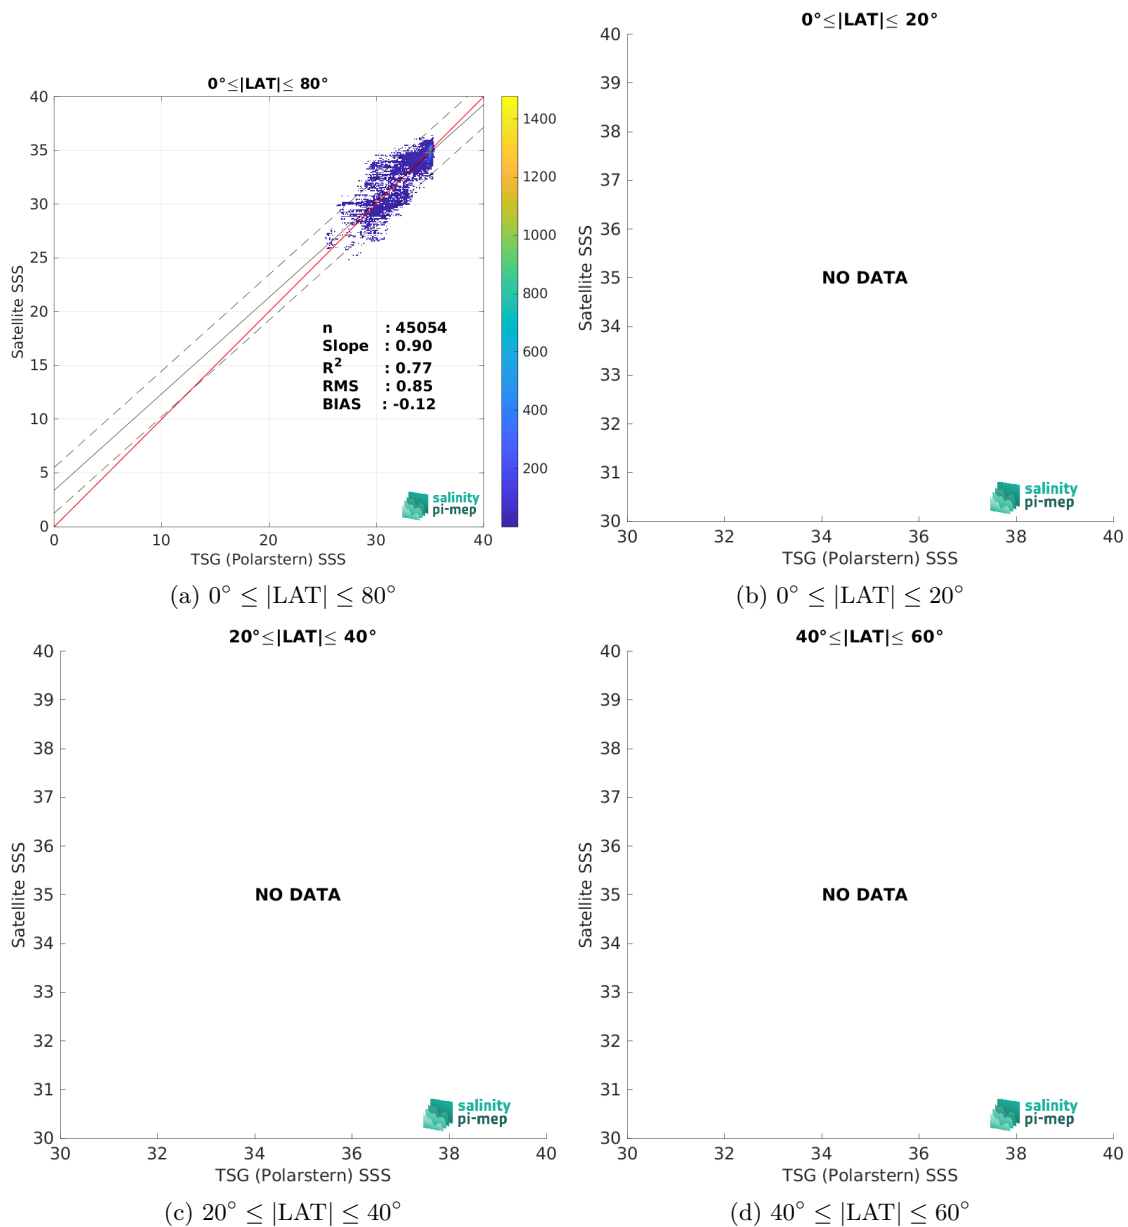 0°≤|LAT|≤ 80°
40
35
30
25
20
15
10
5
0
0
10
20
30
40
Satellite SSS
TSG (Polarstern) SSS
n : 45054
Slope : 0.90
R² : 0.77
RMS : 0.85
BIAS : -0.12
salinity
pi-mep
1400
1200
1000
800
600
400
200
(a) 0° ≤ |LAT| ≤ 80°
0°≤|LAT|≤ 20°
40
39
38
37
36
35
34
33
32
31
30
30
32
34
36
38
40
Satellite SSS
TSG (Polarstern) SSS
NO DATA
salinity
pi-mep
(b) 0° ≤ |LAT| ≤ 20°
20°≤|LAT|≤ 40°
40
39
38
37
36
35
34
33
32
31
30
30
32
34
36
38
40
Satellite SSS
TSG (Polarstern) SSS
NO DATA
salinity
pi-mep
(c) 20° ≤ |LAT| ≤ 40°
40°≤|LAT|≤ 60°
40
39
38
37
36
35
34
33
32
31
30
30
32
34
36
38
40
Satellite SSS
TSG (Polarstern) SSS
NO DATA
salinity
pi-mep
(d) 40° ≤ |LAT| ≤ 60°